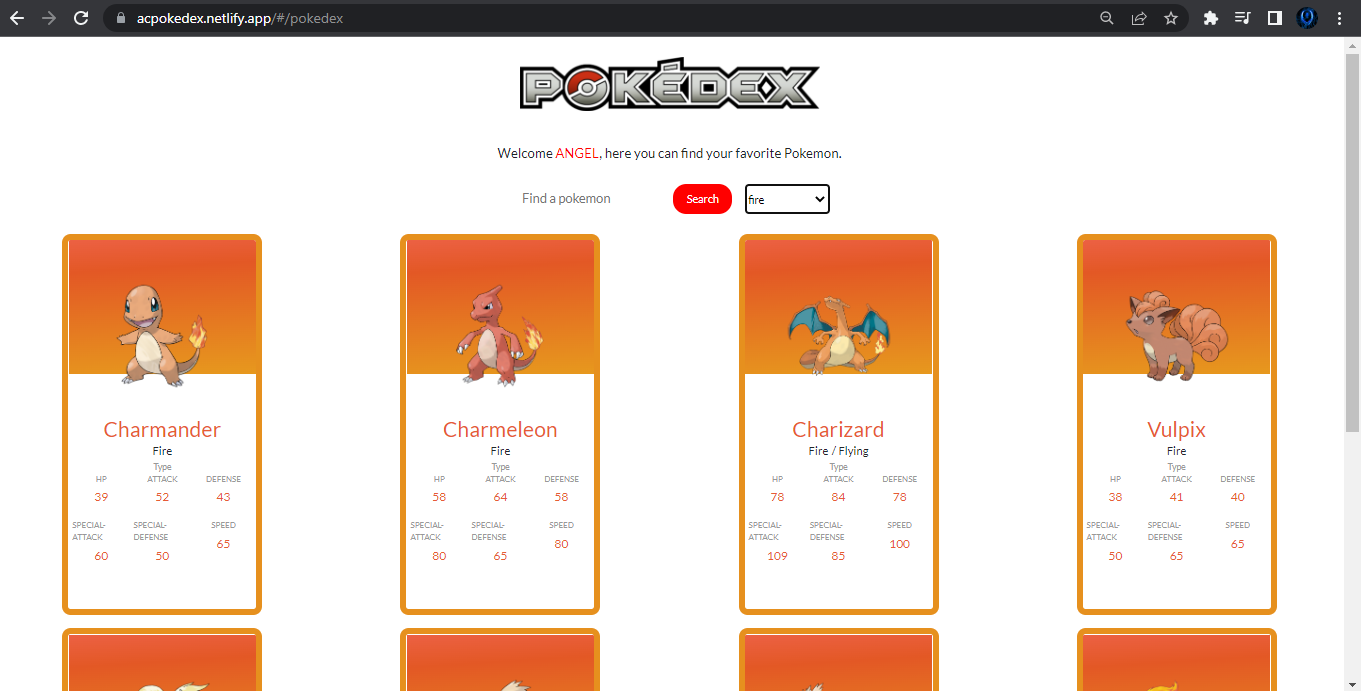 acpokedex.netlify.app/#/pokedex
POKÉDEX
Welcome ANGEL, here you can find your favorite Pokemon.
Find a pokemon Search fire
Charmander
Fire
Type
HP ATTACK DEFENSE
39 52 43
SPECIAL-ATTACK SPECIAL-DEFENSE SPEED
60 50 65
Charmeleon
Fire
Type
HP ATTACK DEFENSE
58 64 58
SPECIAL-ATTACK SPECIAL-DEFENSE SPEED
80 65 80
Charizard
Fire / Flying
Type
HP ATTACK DEFENSE
78 84 78
SPECIAL-ATTACK SPECIAL-DEFENSE SPEED
109 85 100
Vulpix
Fire
Type
HP ATTACK DEFENSE
38 41 40
SPECIAL-ATTACK SPECIAL-DEFENSE SPEED
50 65 65